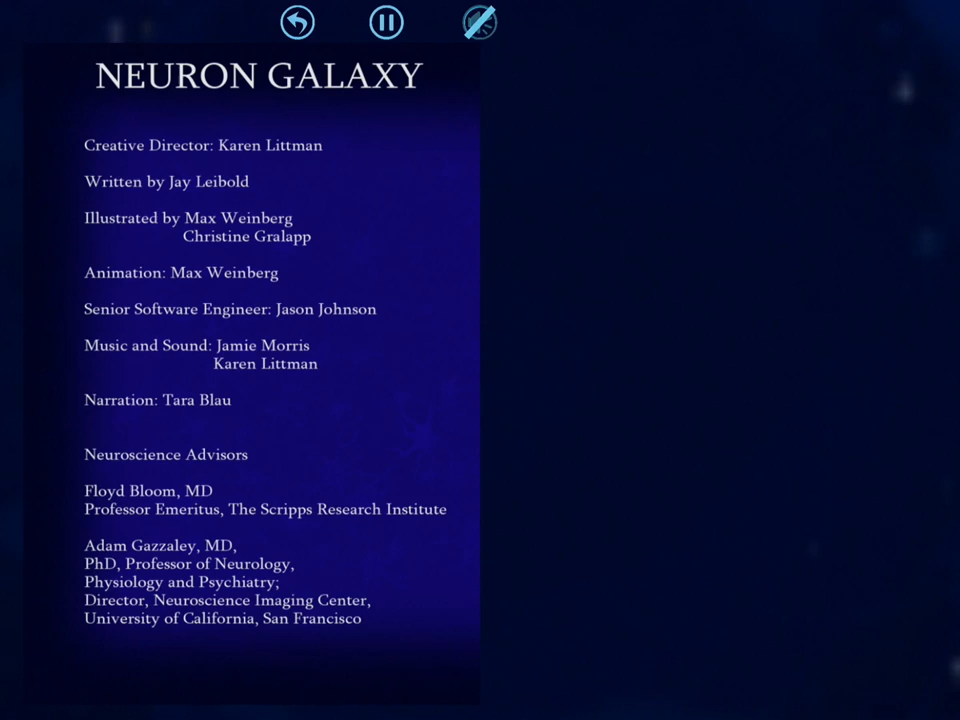 NEURON GALAXY
Creative Director: Karen Littman
Written by Jay Leibold
Illustrated by Max Weinberg
Christine Gralapp
Animation: Max Weinberg
Senior Software Engineer: Jason Johnson
Music and Sound: Jamie Morris
Karen Littman
Narration: Tara Blau
Neuroscience Advisors
Floyd Bloom, MD
Professor Emeritus, The Scripps Research Institute
Adam Gazzaley, MD,
PhD, Professor of Neurology,
Physiology and Psychiatry;
Director, Neuroscience Imaging Center,
University of California, San Francisco